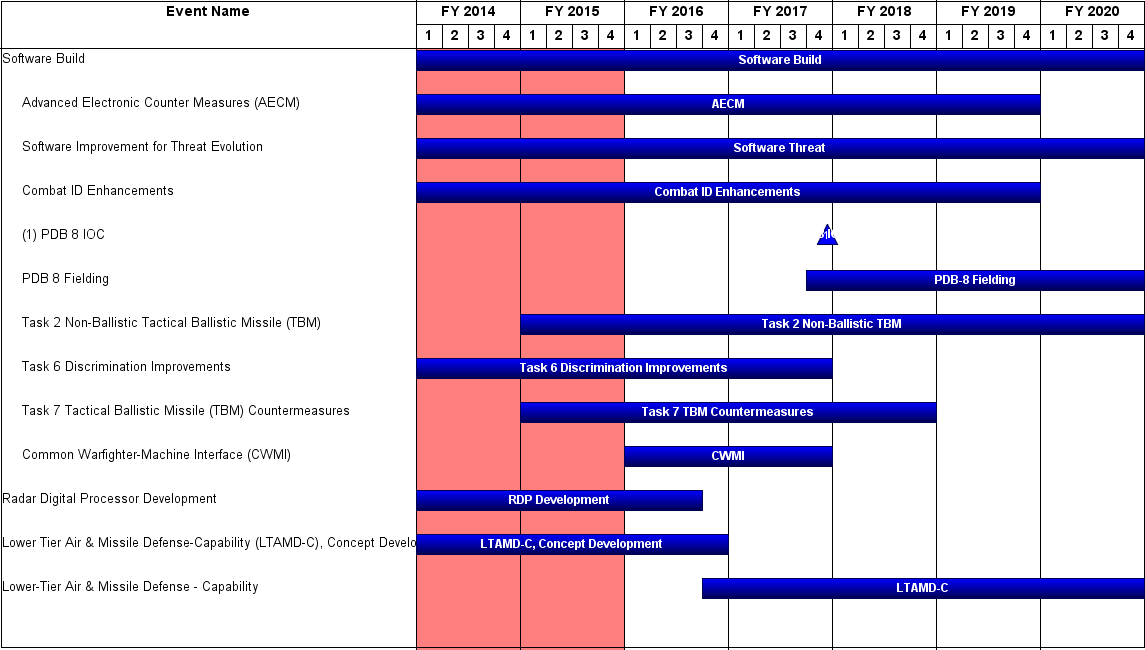 Event Name FY 2014 FY 2015 FY 2016 FY 2017 FY 2018 FY 2019 FY 2020
1 2 3 4 1 2 3 4 1 2 3 4 1 2 3 4 1 2 3 4 1 2 3 4 1 2 3 4
Software Build Software Build
Advanced Electronic Counter Measures (AECM) AECM
Software Improvement for Threat Evolution Software Threat
Combat ID Enhancements Combat ID Enhancements
(1) PDB 8 IOC
PDB 8 Fielding PDB-8 Fielding
Task 2 Non-Ballistic Tactical Ballistic Missile (TBM) Task 2 Non-Ballistic TBM
Task 6 Discrimination Improvements Task 6 Discrimination Improvements
Task 7 Tactical Ballistic Missile (TBM) Countermeasures Task 7 TBM Countermeasures
Common Warfighter-Machine Interface (CWMI) CWMI
Radar Digital Processor Development RDP Development
Lower Tier Air & Missile Defense-Capability (LTAMD-C), Concept Develo LTAMD-C, Concept Development
Lower-Tier Air & Missile Defense - Capability LTAMD-C